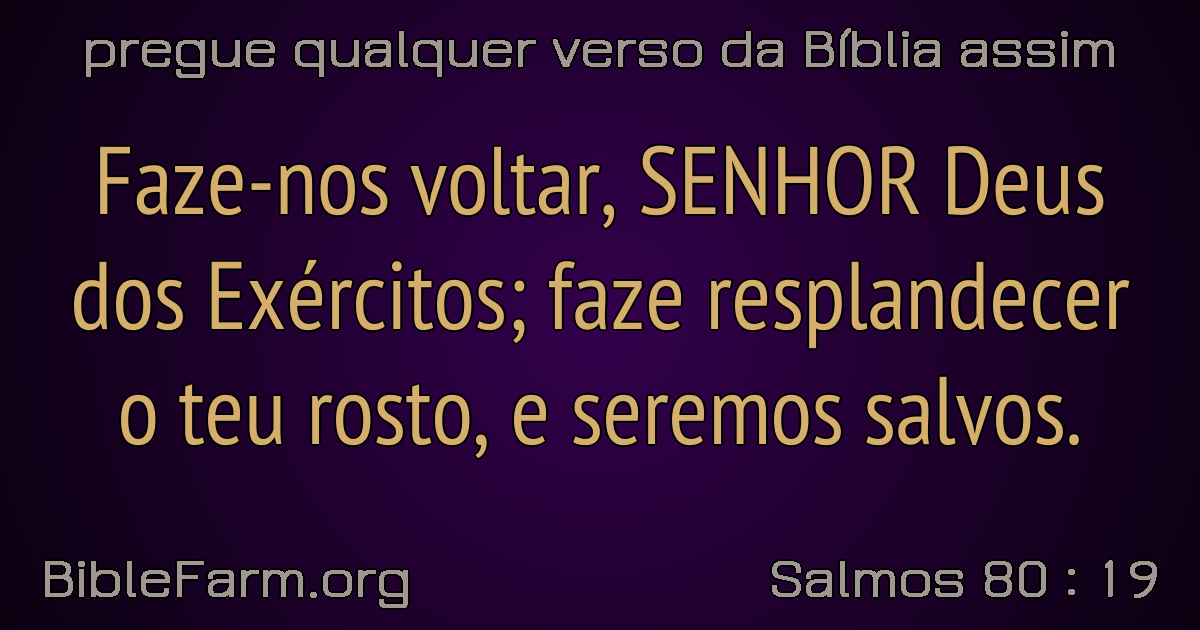 pregue qualquer verso da Bíblia assim
Faze-nos voltar, SENHOR Deus
dos Exércitos; faze resplandecer
o teu rosto, e seremos salvos.
BibleFarm.org
Salmos 80 : 19